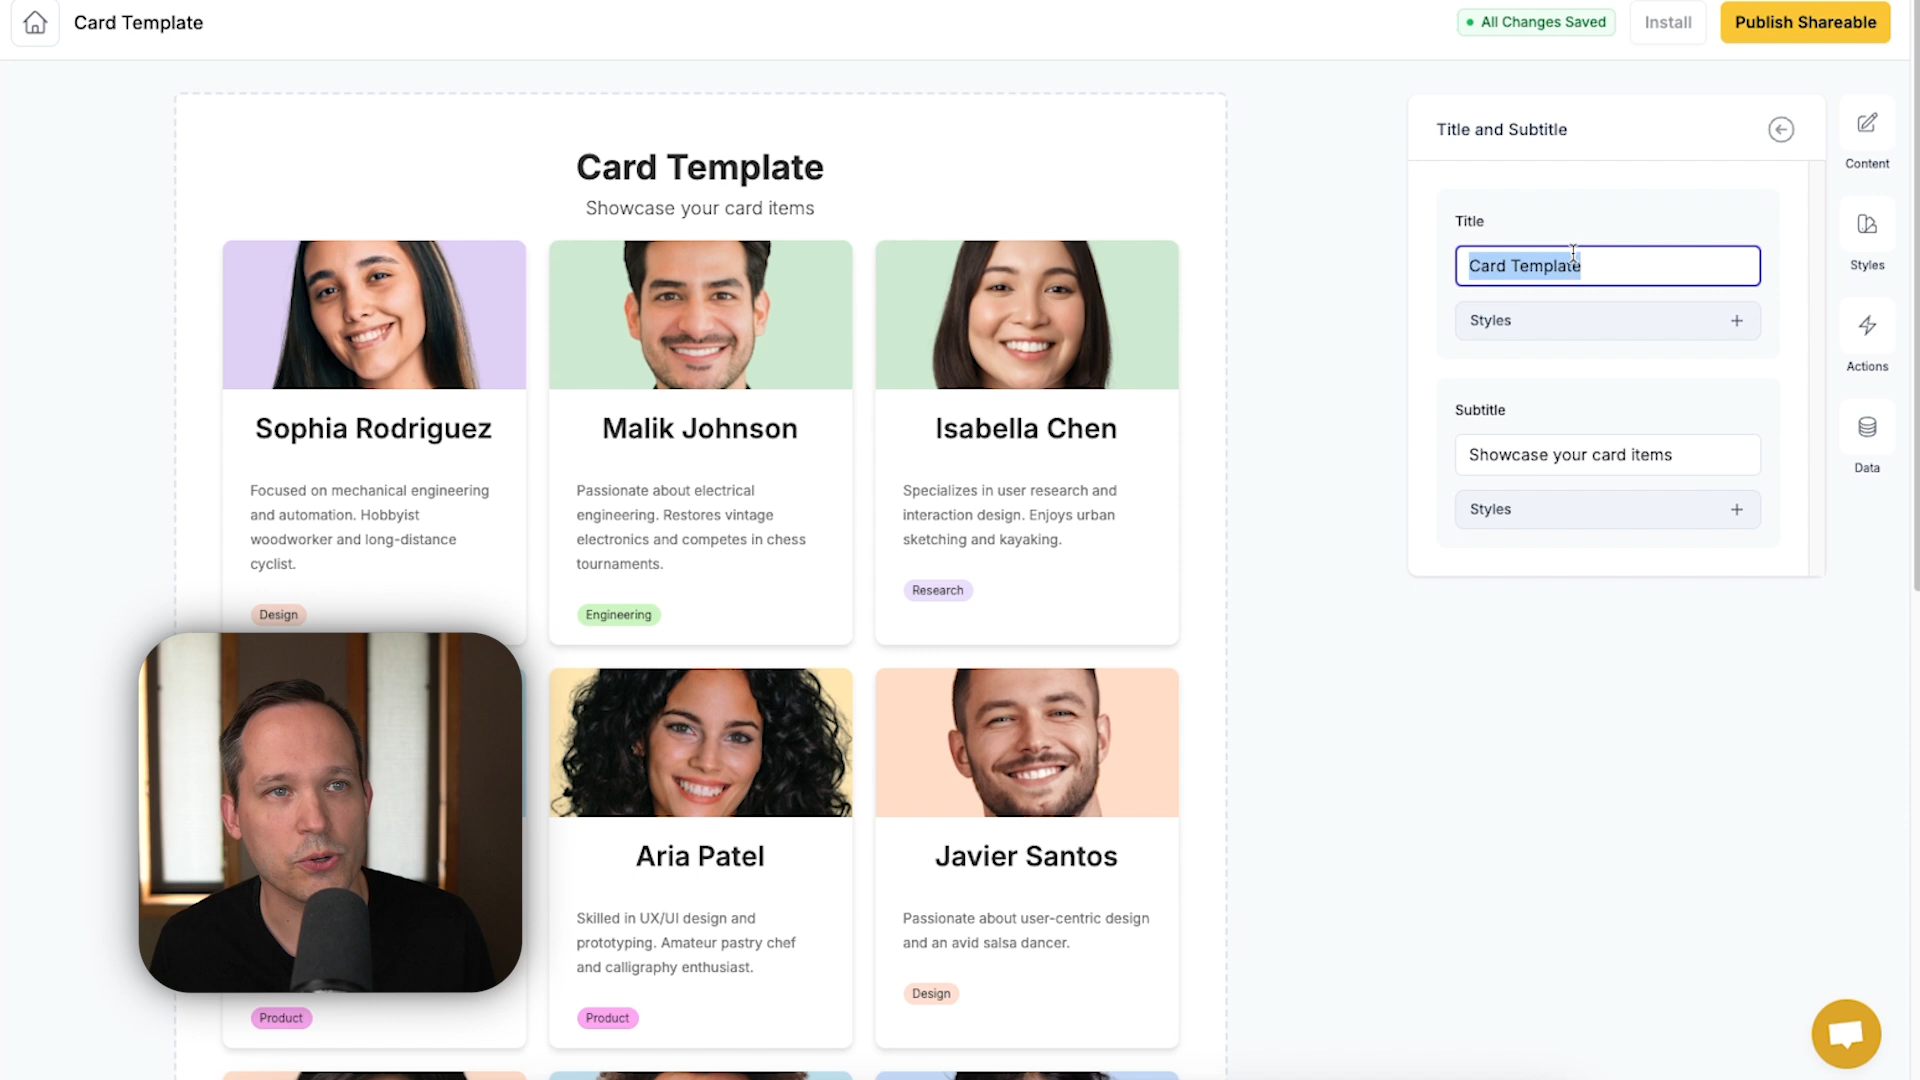 Card Template
All Changes Saved
Install
Publish Shareable
Card Template
Showcase your card items
Sophia Rodriguez
Focused on mechanical engineering
and automation. Hobbyist
woodworker and long-distance
cyclist.
Design
Malik Johnson
Passionate about electrical
engineering. Restores vintage
electronics and competes in chess
tournaments.
Engineering
Isabella Chen
Specializes in user research and
interaction design. Enjoys urban
sketching and kayaking.
Research
Product
Aria Patel
Skilled in UX/UI design and
prototyping. Amateur pastry chef
and calligraphy enthusiast.
Product
Javier Santos
Passionate about user-centric design
and an avid salsa dancer.
Design
Title and Subtitle
Title
Card Template
Styles
Subtitle
Showcase your card items
Styles
Content
Styles
Actions
Data